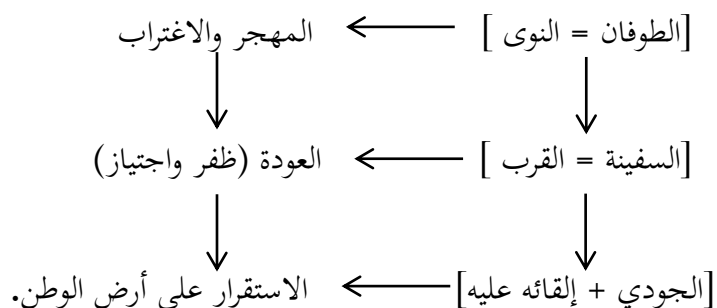 [الطوفان = النوى ] المهجر والاغتراب
[السفينة = القرب ] العودة (ظفر واجتياز)
[الجودي + إلقائه عليه] الاستقرار على أرض الوطن.